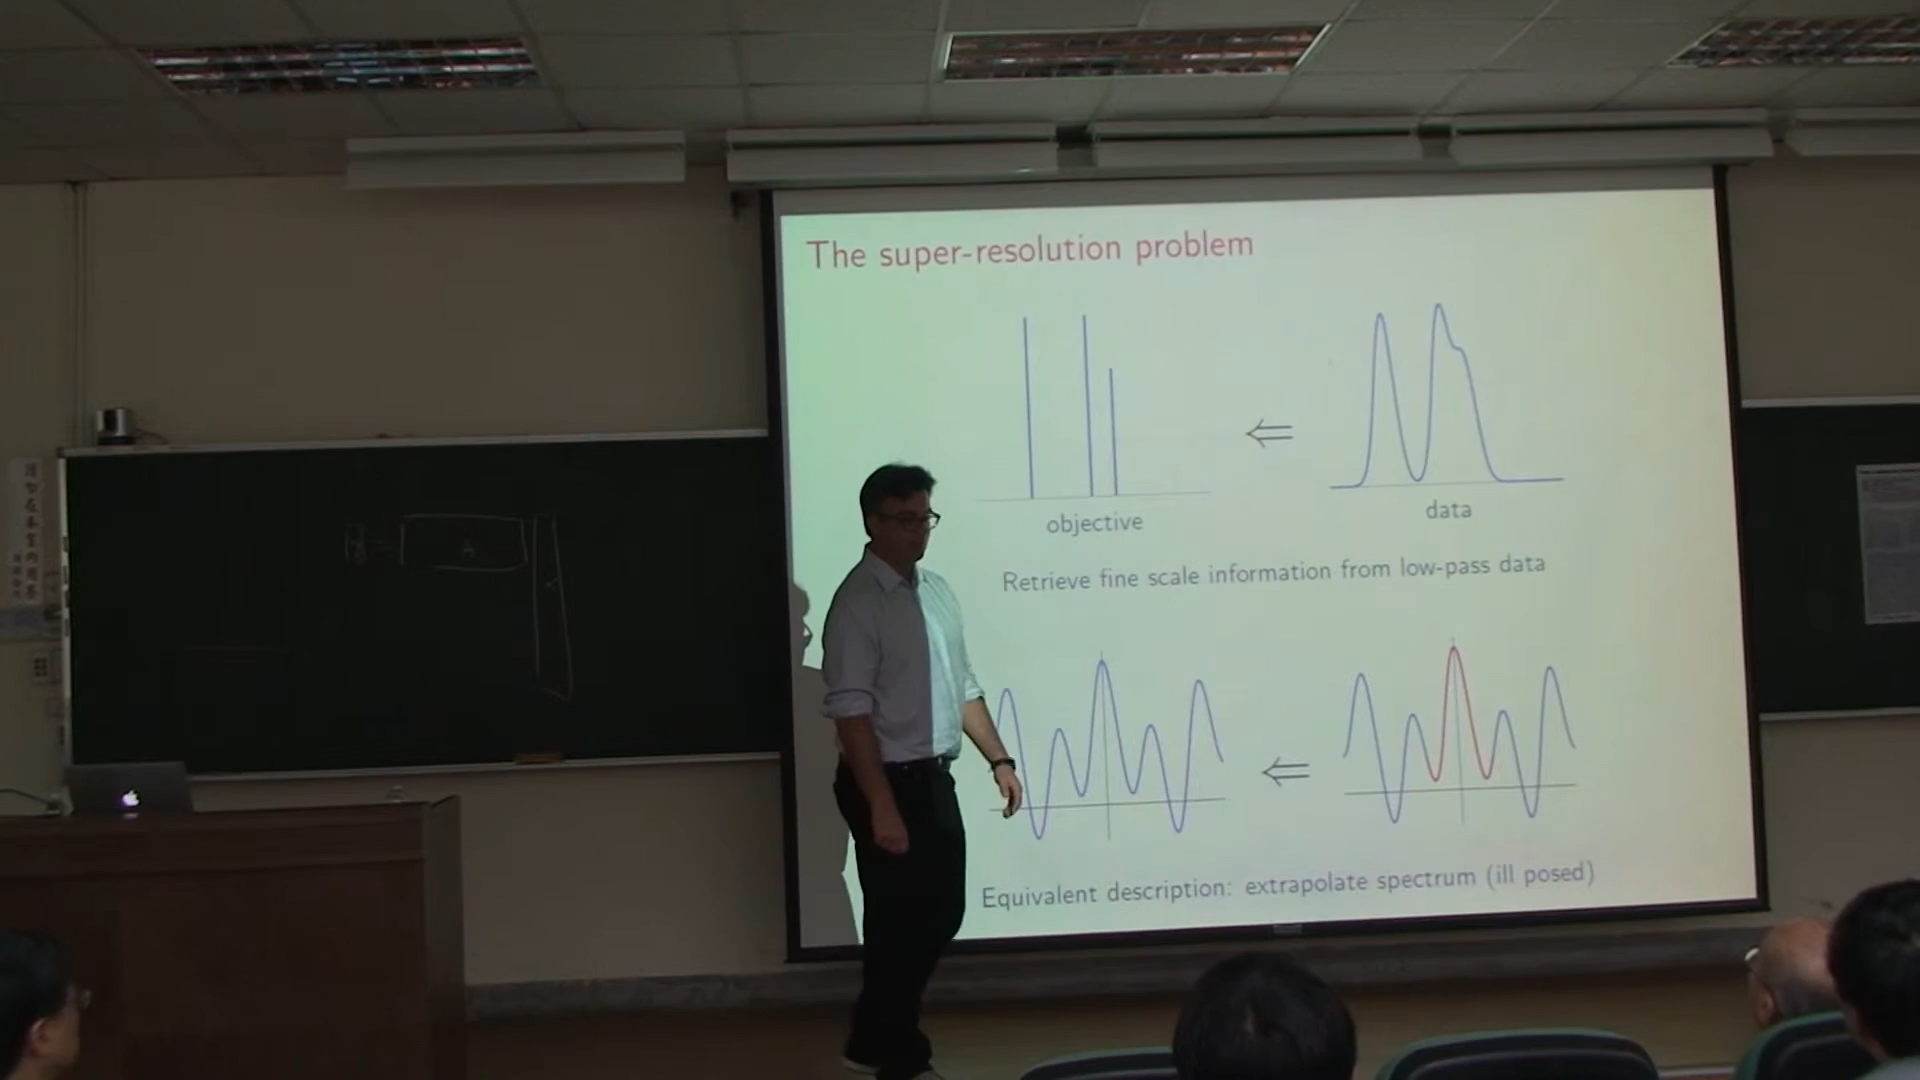 The super-resolution problem
objective
data
Retrieve fine scale information from low-pass data
Equivalent description: extrapolate spectrum (ill posed)
A